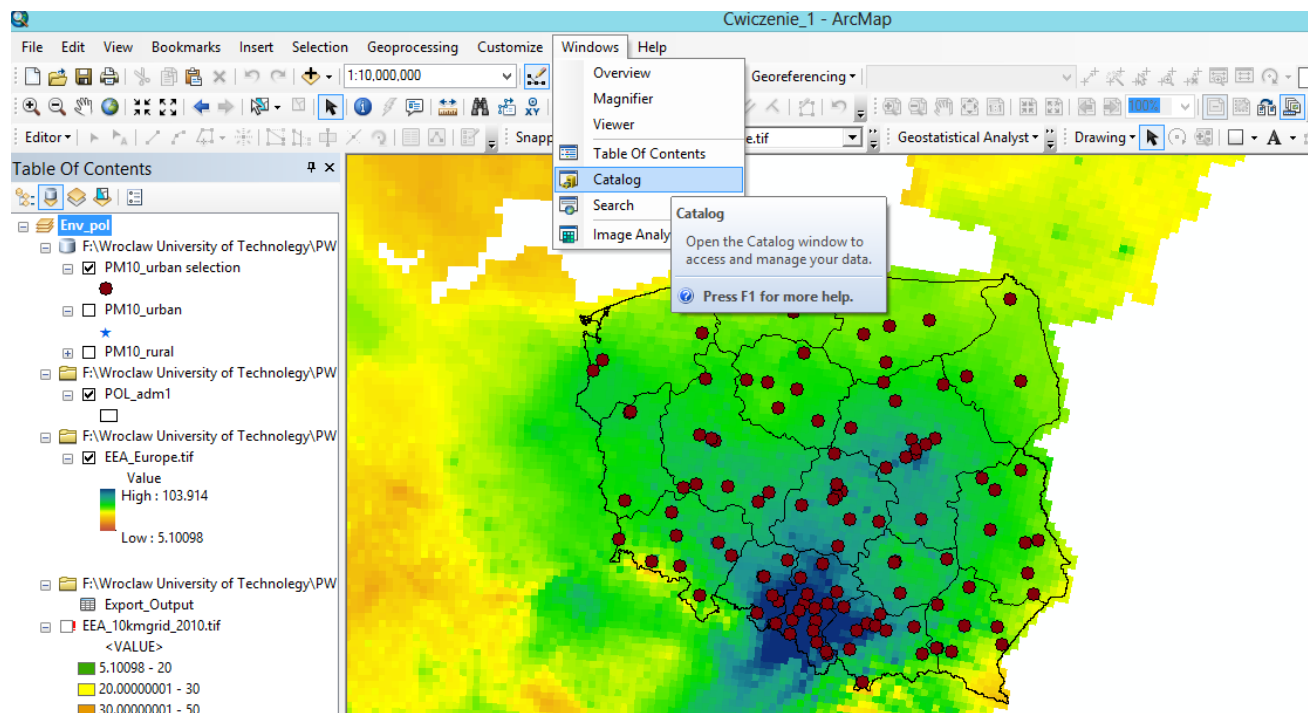 Cwiczenie_1 - ArcMap
File Edit View Bookmarks Insert Selection Geoprocessing Customize Windows Help
1:10,000,000
Georeferencing
100%
Editor
Snapp
e.tif
Geostatistical Analyst
Drawing
A
Overview
Magnifier
Viewer
Table Of Contents
Catalog
Search
Image Analy
Catalog
Open the Catalog window to
access and manage your data.
Press F1 for more help.
Table Of Contents
Env_pol
F:\Wroclaw University of Technolegy\PW
PM10_urban selection
PM10_urban
PM10_rural
F:\Wroclaw University of Technolegy\PW
POL_adm1
F:\Wroclaw University of Technolegy\PW
EEA_Europe.tif
Value
High : 103.914
Low : 5.10098
F:\Wroclaw University of Technolegy\PW
Export_Output
EEA_10kmgrid_2010.tif
<VALUE>
5.10098 - 20
20.00000001 - 30
30.00000001 - 50